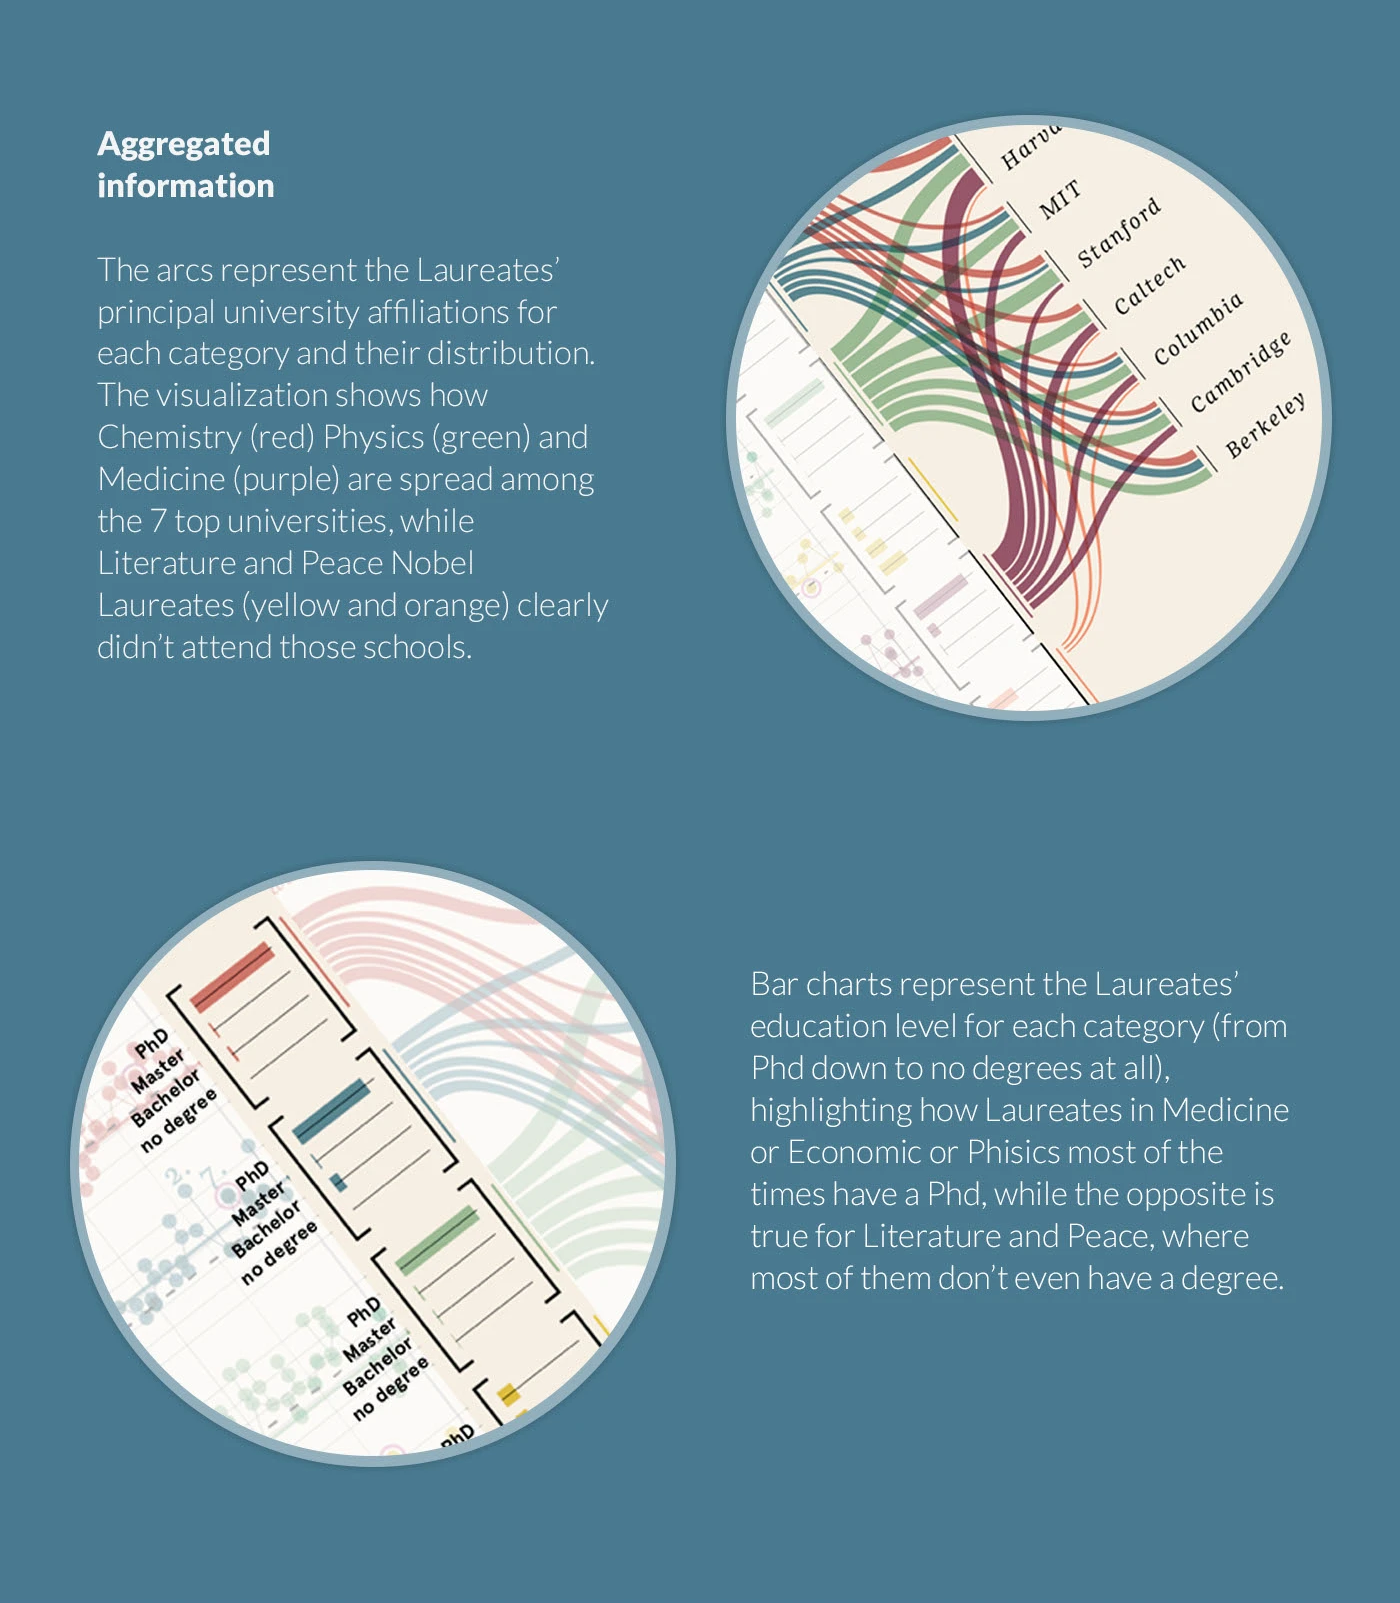 Aggregated
information
The arcs represent the Laureates’
principal university affiliations for
each category and their distribution.
The visualization shows how
Chemistry (red) Physics (green) and
Medicine (purple) are spread among
the 7 top universities, while
Literature and Peace Nobel
Laureates (yellow and orange) clearly
didn’t attend those schools.
MIT
Stanford
Caltech
Columbia
Cambridge
Berkeley
PhD
Master
Bachelor
no degree
2. 7.
PhD
Master
Bachelor
no degree
PhD
Master
Bachelor
no degree
PhD
Bar charts represent the Laureates’
education level for each category (from
Phd down to no degrees at all),
highlighting how Laureates in Medicine
or Economic or Phisics most of the
times have a Phd, while the opposite is
true for Literature and Peace, where
most of them don’t even have a degree.